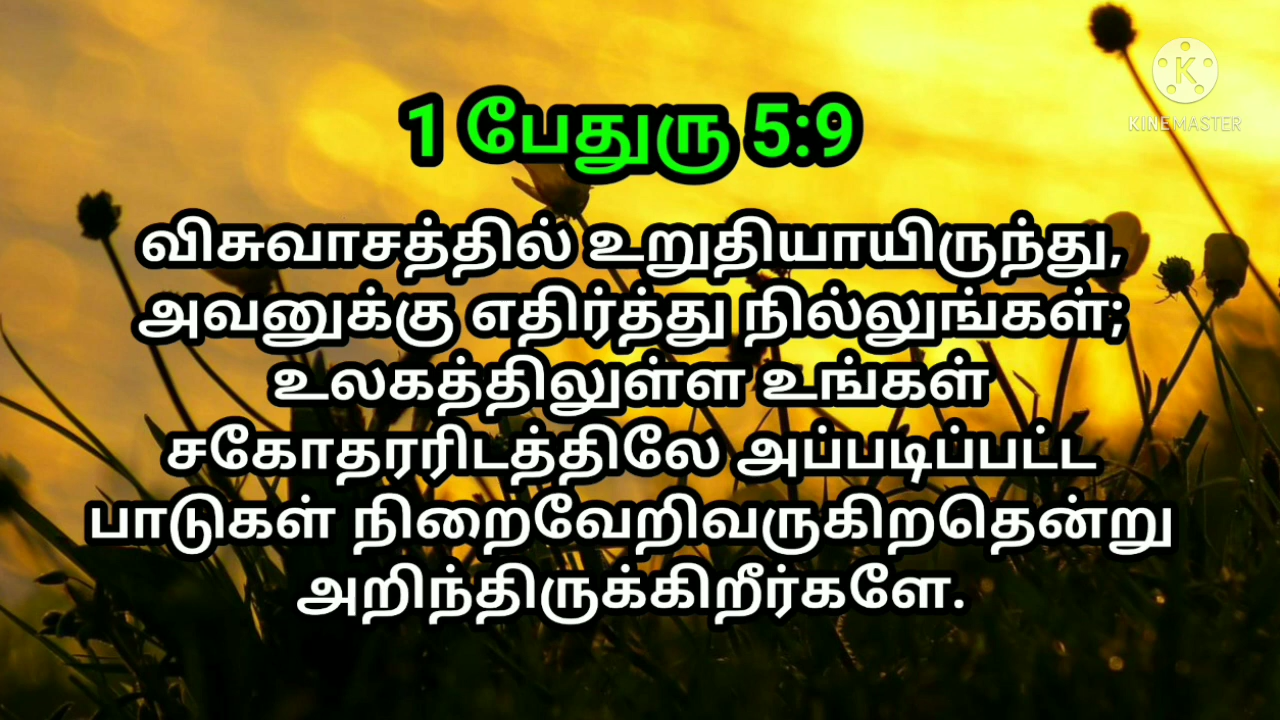 1 பேதுரு 5:9
KINEMASTER
விசுவாசத்தில் உறுதியாயிருந்து,
அவனுக்கு எதிர்த்து நில்லுங்கள்;
உலகத்திலுள்ள உங்கள்
சகோதரரிடத்திலே அப்படிப்பட்ட
பாடுகள் நிறைவேறிவருகிறதென்று
அறிந்திருக்கிறீர்களே.